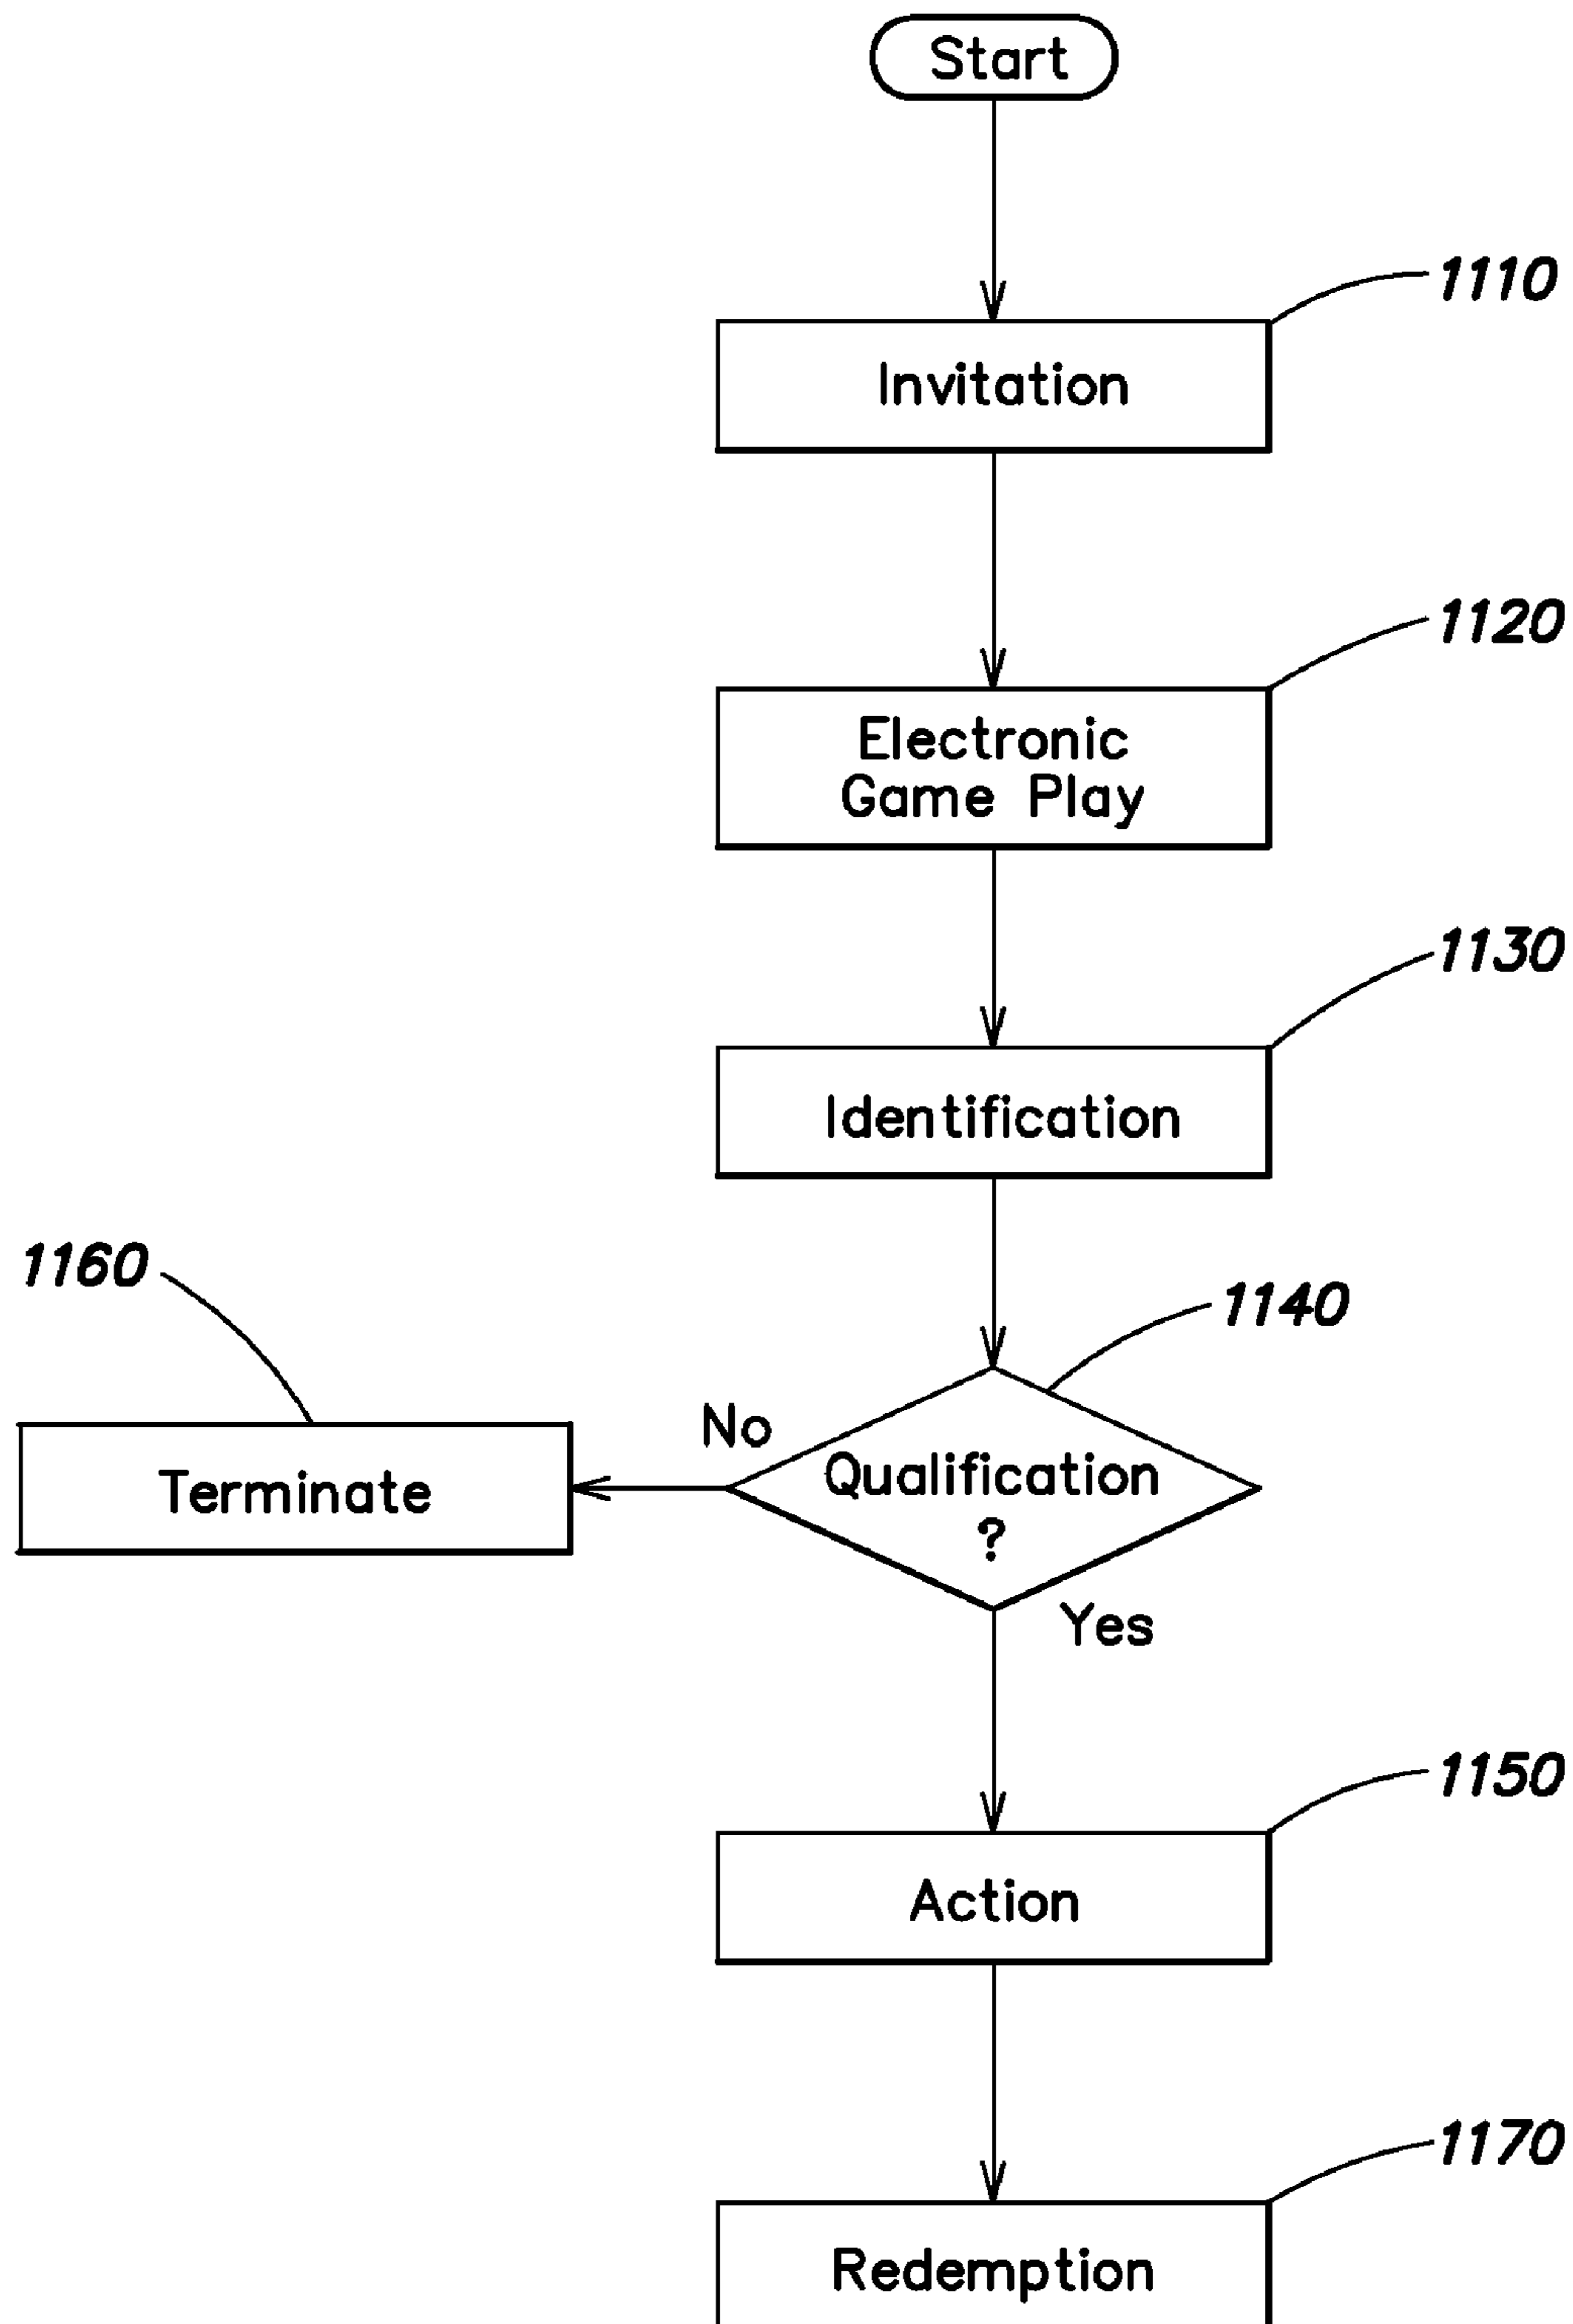 Start
1110
Invitation
1120
Electronic
Game Play
1130
Identification
1160
1140
No
Qualification
?
Terminate
Yes
1150
Action
1170
Redemption